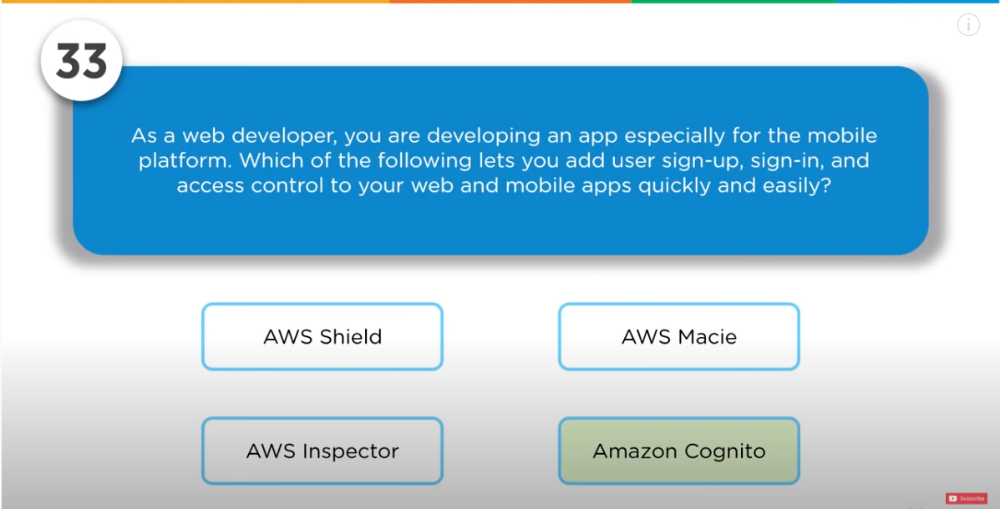 33
As a web developer, you are developing an app especially for the mobile
platform. Which of the following lets you add user sign-up, sign-in, and
access control to your web and mobile apps quickly and easily?
AWS Shield
AWS Macie
AWS Inspector
Amazon Cognito
Subscribe